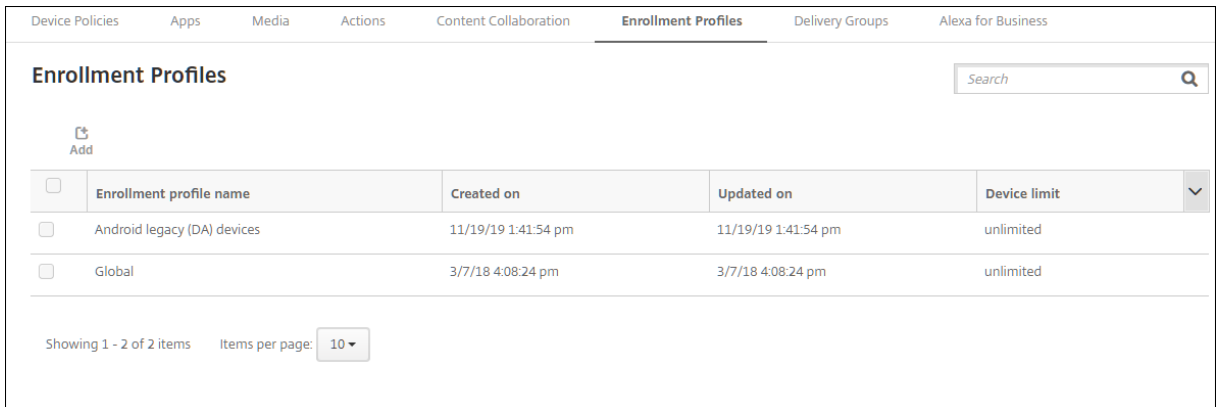 Device Policies Apps Media Actions Content Collaboration Enrollment Profiles Delivery Groups Alexa for Business
Enrollment Profiles
Search
Add
Enrollment profile name Created on Updated on Device limit
Android legacy (DA) devices 11/19/19 1:41:54 pm 11/19/19 1:41:54 pm unlimited
Global 3/7/18 4:08:24 pm 3/7/18 4:08:24 pm unlimited
Showing 1 - 2 of 2 items Items per page: 10